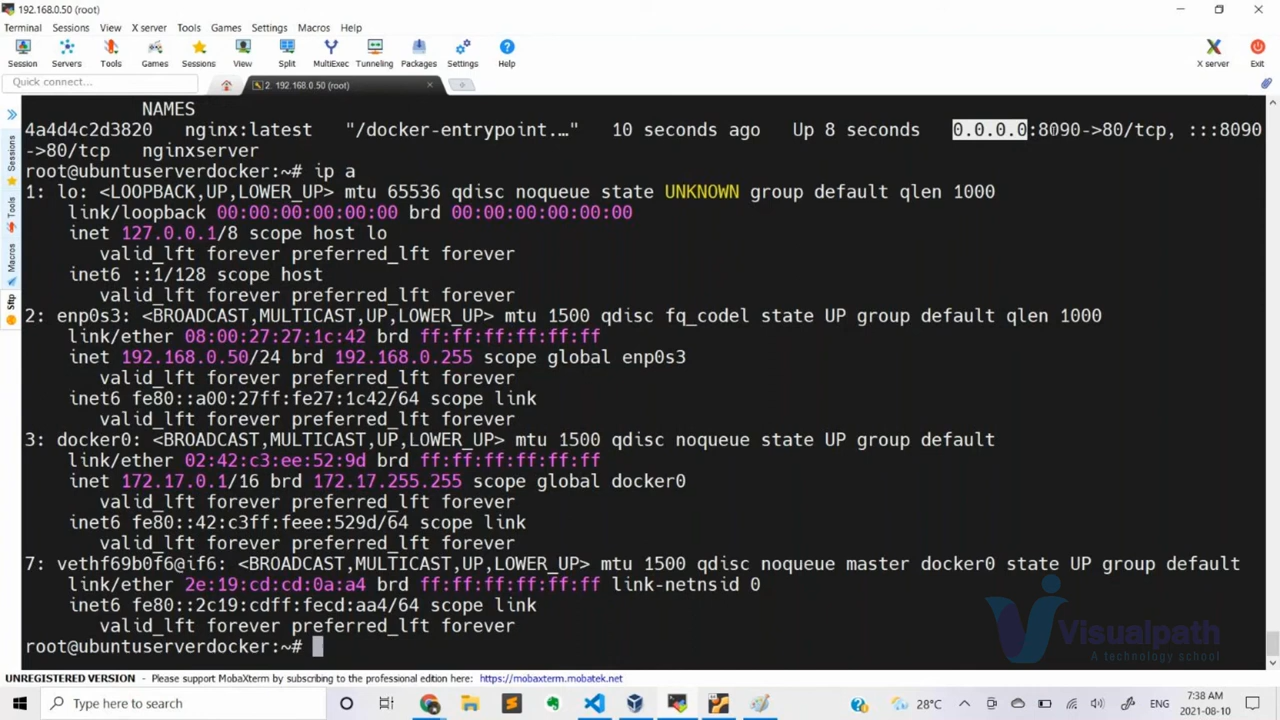 192.168.0.50 (root)
Terminal Sessions View X server Tools Games Settings Macros Help
Session Servers Tools Games Sessions View Split MultiExec Tunneling Packages Settings Help X server Exit
Quick connect...
2. 192.168.0.50 (root)
NAMES
4a4d4c2d3820 nginx:latest "/docker-entrypoint.…" 10 seconds ago Up 8 seconds 0.0.0.0:8090->80/tcp, :::8090
->80/tcp nginxserver
root@ubuntuserverdocker:~# ip a
1: lo: <LOOPBACK,UP,LOWER_UP> mtu 65536 qdisc noqueue state UNKNOWN group default qlen 1000
link/loopback 00:00:00:00:00:00 brd 00:00:00:00:00:00
inet 127.0.0.1/8 scope host lo
valid_lft forever preferred_lft forever
inet6 ::1/128 scope host
valid_lft forever preferred_lft forever
2: enp0s3: <BROADCAST,MULTICAST,UP,LOWER_UP> mtu 1500 qdisc fq_codel state UP group default qlen 1000
link/ether 08:00:27:27:1c:42 brd ff:ff:ff:ff:ff:ff
inet 192.168.0.50/24 brd 192.168.0.255 scope global enp0s3
valid_lft forever preferred_lft forever
inet6 fe80::a00:27ff:fe27:1c42/64 scope link
valid_lft forever preferred_lft forever
3: docker0: <BROADCAST,MULTICAST,UP,LOWER_UP> mtu 1500 qdisc noqueue state UP group default
link/ether 02:42:c3:ee:52:9d brd ff:ff:ff:ff:ff:ff
inet 172.17.0.1/16 brd 172.17.255.255 scope global docker0
valid_lft forever preferred_lft forever
inet6 fe80::42:c3ff:feee:529d/64 scope link
valid_lft forever preferred_lft forever
7: vethf69b0f6@if6: <BROADCAST,MULTICAST,UP,LOWER_UP> mtu 1500 qdisc noqueue master docker0 state UP group default
link/ether 2e:19:cd:cd:0a:a4 brd ff:ff:ff:ff:ff:ff link-netnsid 0
inet6 fe80::2c19:cdff:fecd:aa4/64 scope link
valid_lft forever preferred_lft forever
root@ubuntuserverdocker:~#
Sessions
Tools
Macros
Sftp
Visualpath
A technology school
UNREGISTERED VERSION - Please support MobaXterm by subscribing to the professional edition here: https://mobaxterm.mobatek.net
Type here to search
28°C
ENG
7:38 AM
2021-08-10